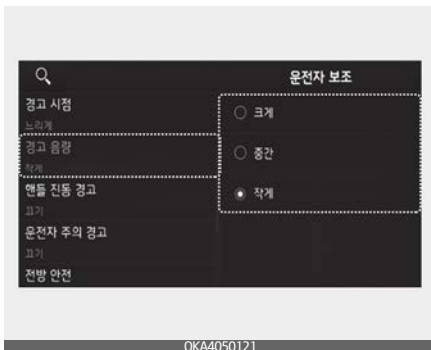 운전자 보조
경고 시점
느리게
경고 음량
작게
핸들 진동 경고
끄기
운전자 주의 경고
끄기
전방 안전
크게
중간
작게
OKA4050121